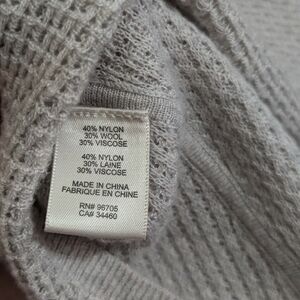 40% NYLON
30% WOOL
30% VISCOSE
40% NYLON
30% LAINE
30% VISCOSE
MADE IN CHINA
FABRIQUE EN CHINE
RN# 96705
CA# 34460